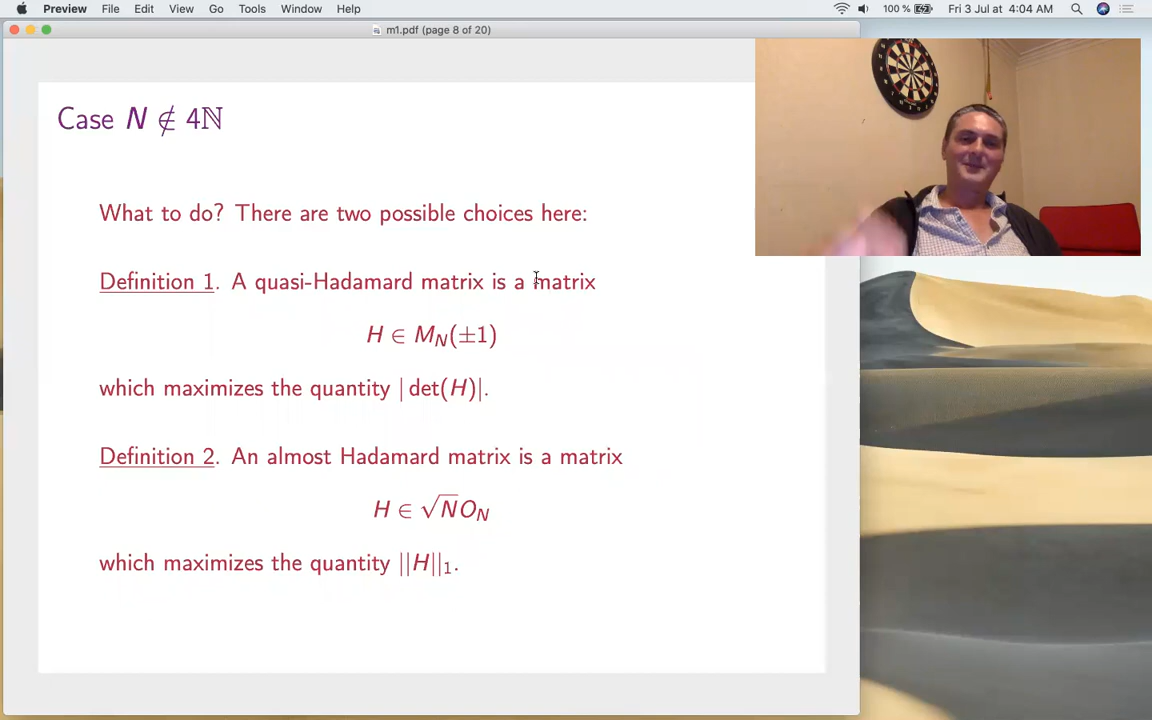 Preview File Edit View Go Tools Window Help 100 % Fri 3 Jul at 4:04 AM
m1.pdf (page 8 of 20)
Case N ∉ 4ℕ
What to do? There are two possible choices here:
Definition 1. A quasi-Hadamard matrix is a matrix
H ∈ M_N(±1)
which maximizes the quantity | det(H)|.
Definition 2. An almost Hadamard matrix is a matrix
H ∈ √N O_N
which maximizes the quantity ||H||₁.